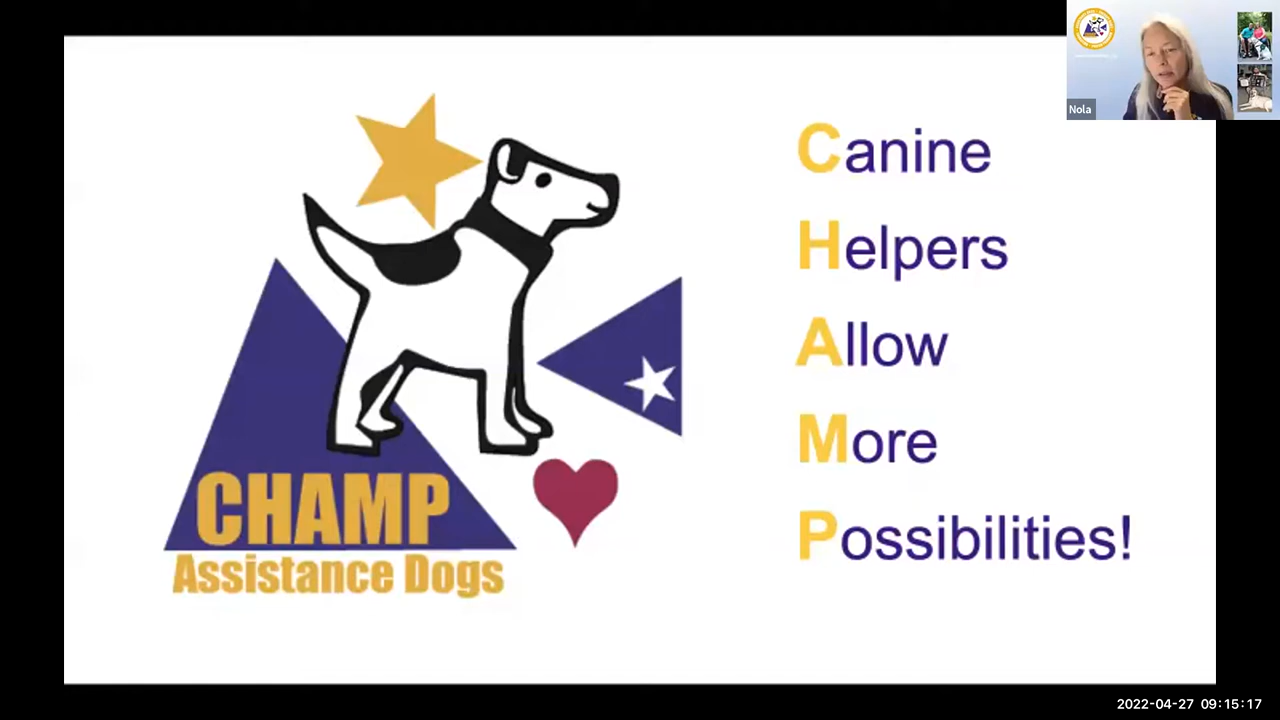 CHAMP
Assistance Dogs
Canine
Helpers
Allow
More
Possibilities!
Nola
2022-04-27 09:15:17